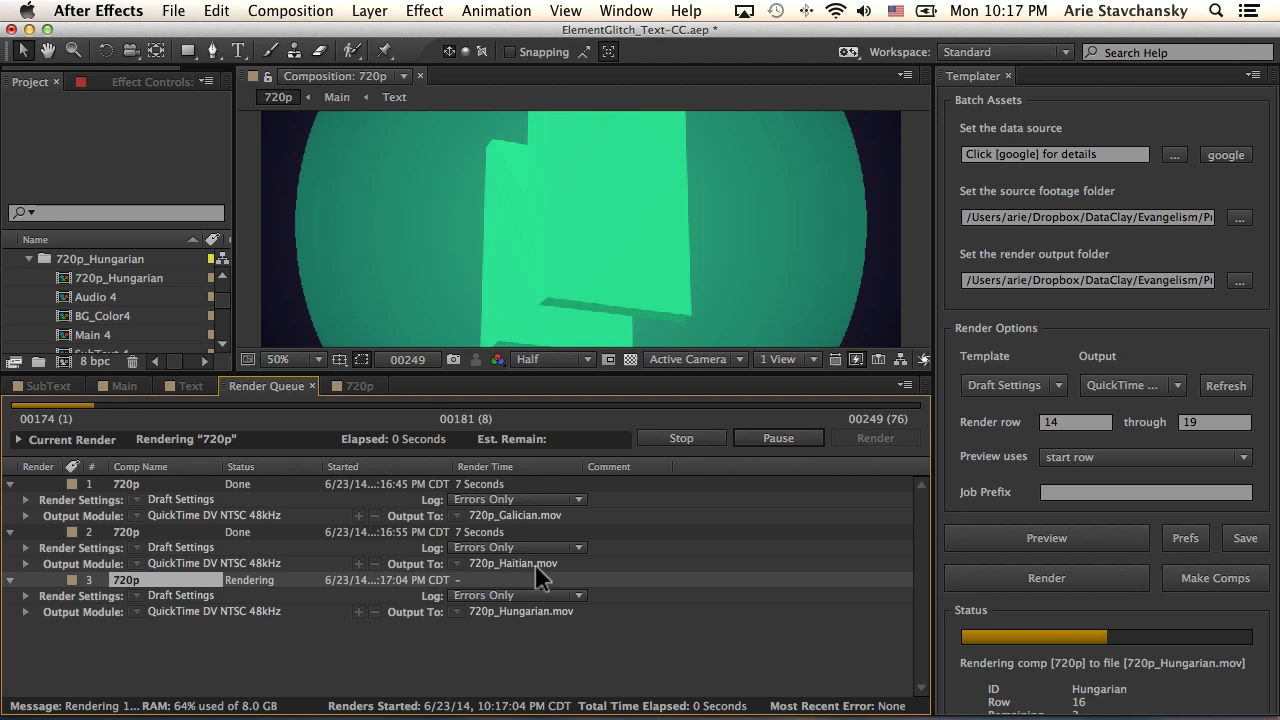 After Effects File Edit Composition Layer Effect Animation View Window Help Mon 10:17 PM Arie Stavchansky
ElementGlitch_Text-CC.aep *
Snapping Workspace: Standard Search Help
Project × Effect Controls: Composition: 720p × Templater ×
720p Main Text
Batch Assets
Set the data source
Click [google] for details ... google
Set the source footage folder
/Users/arie/Dropbox/DataClay/Evangelism/P ...
Set the render output folder
/Users/arie/Dropbox/DataClay/Evangelism/P ...
Name
720p_Hungarian
720p_Hungarian
Audio 4
BG_Color4
Main 4
SubText 4
8 bpc
50% 00249 Half Active Camera 1 View
Render Options
Template Output
Draft Settings QuickTime ... Refresh
Render row 14 through 19
Preview uses start row
Job Prefix
Preview Prefs Save
Render Make Comps
Status
Rendering comp [720p] to file [720p_Hungarian.mov]
ID Hungarian
Row 16
SubText Main Text Render Queue × 720p
00174 (1) 00181 (8) 00249 (76)
Current Render Rendering "720p" Elapsed: 0 Seconds Est. Remain: Stop Pause Render
Render # Comp Name Status Started Render Time Comment
1 720p Done 6/23/14...:16:45 PM CDT 7 Seconds
Render Settings: Draft Settings Log: Errors Only
Output Module: QuickTime DV NTSC 48kHz + − Output To: 720p_Galician.mov
2 720p Done 6/23/14...:16:55 PM CDT 7 Seconds
Render Settings: Draft Settings Log: Errors Only
Output Module: QuickTime DV NTSC 48kHz + − Output To: 720p_Haitian.mov
3 720p Rendering 6/23/14...:17:04 PM CDT –
Render Settings: Draft Settings Log: Errors Only
Output Module: QuickTime DV NTSC 48kHz + − Output To: 720p_Hungarian.mov
Message: Rendering 1... RAM: 64% used of 8.0 GB Renders Started: 6/23/14, 10:17:04 PM CDT Total Time Elapsed: 0 Seconds Most Recent Error: None